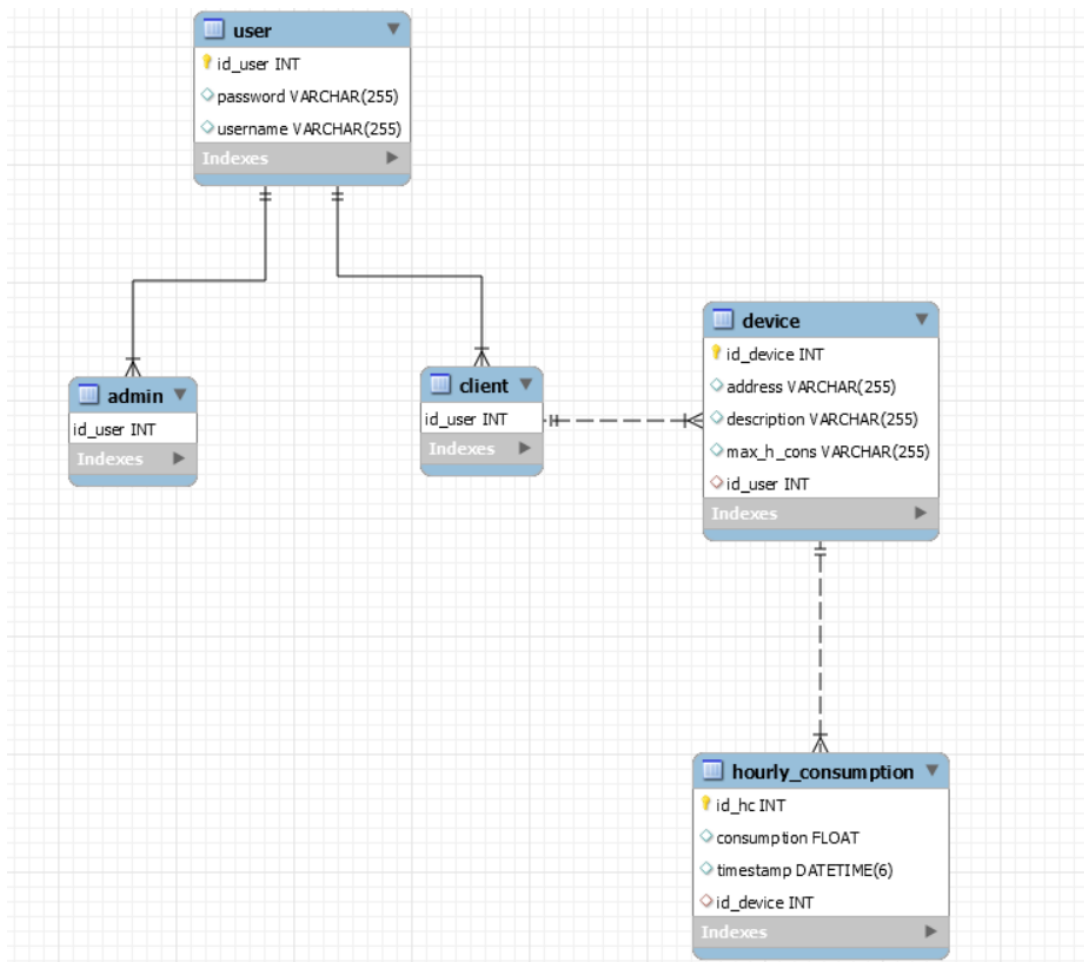 user
id_user INT
password VARCHAR(255)
username VARCHAR(255)
Indexes
admin
id_user INT
Indexes
client
id_user INT
Indexes
device
id_device INT
address VARCHAR(255)
description VARCHAR(255)
max_h_cons VARCHAR(255)
id_user INT
Indexes
hourly_consumption
id_hc INT
consumption FLOAT
timestamp DATETIME(6)
id_device INT
Indexes